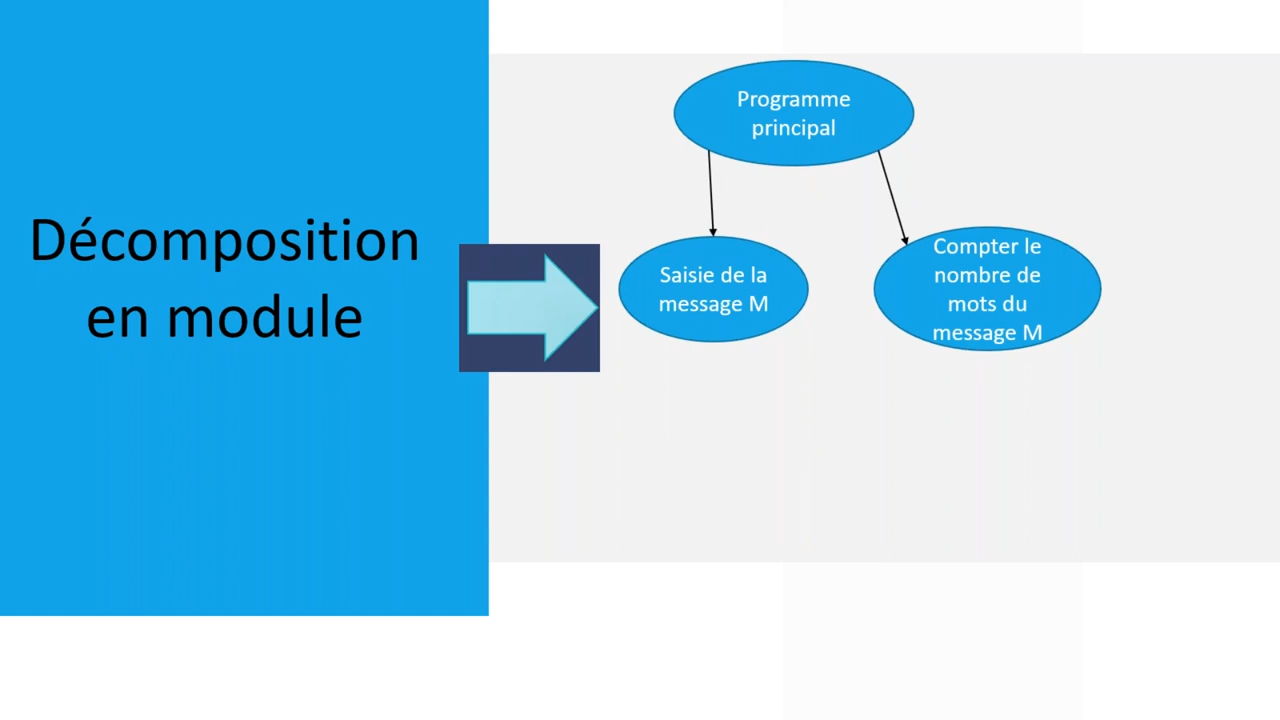 Décomposition
en module
Programme
principal
Saisie de la
message M
Compter le
nombre de
mots du
message M